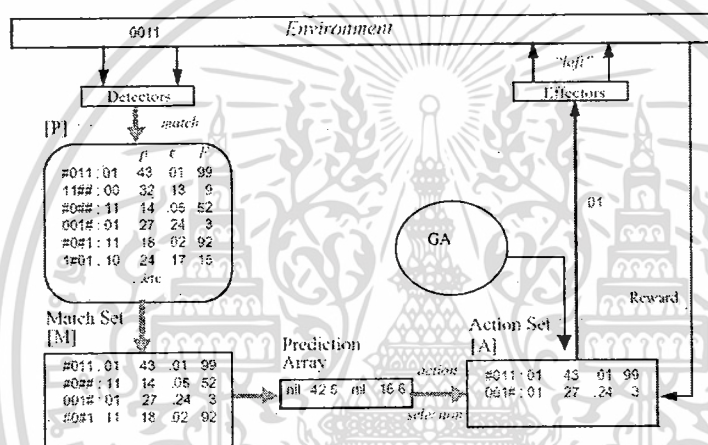 0011 Environment
"left"
Detectors
Effectors
[P] match
p ε F
#011:01 43 01 99
11##:00 32 13 9
#0##:11 14 .05 52
001#:01 27 24 3
#0#1:11 18 02 92
1#01.10 24 17 15
..etc
01
GA
Reward
Match Set
[M]
#011.01 43 .01 99
#0##:11 14 .05 52
001#:01 27 .24 3
#0#1 11 18 .02 92
Prediction
Array
nil 42.5 nil 16.6
action
selection
Action Set
[A]
#011:01 43 01 99
001#:01 27 .24 3